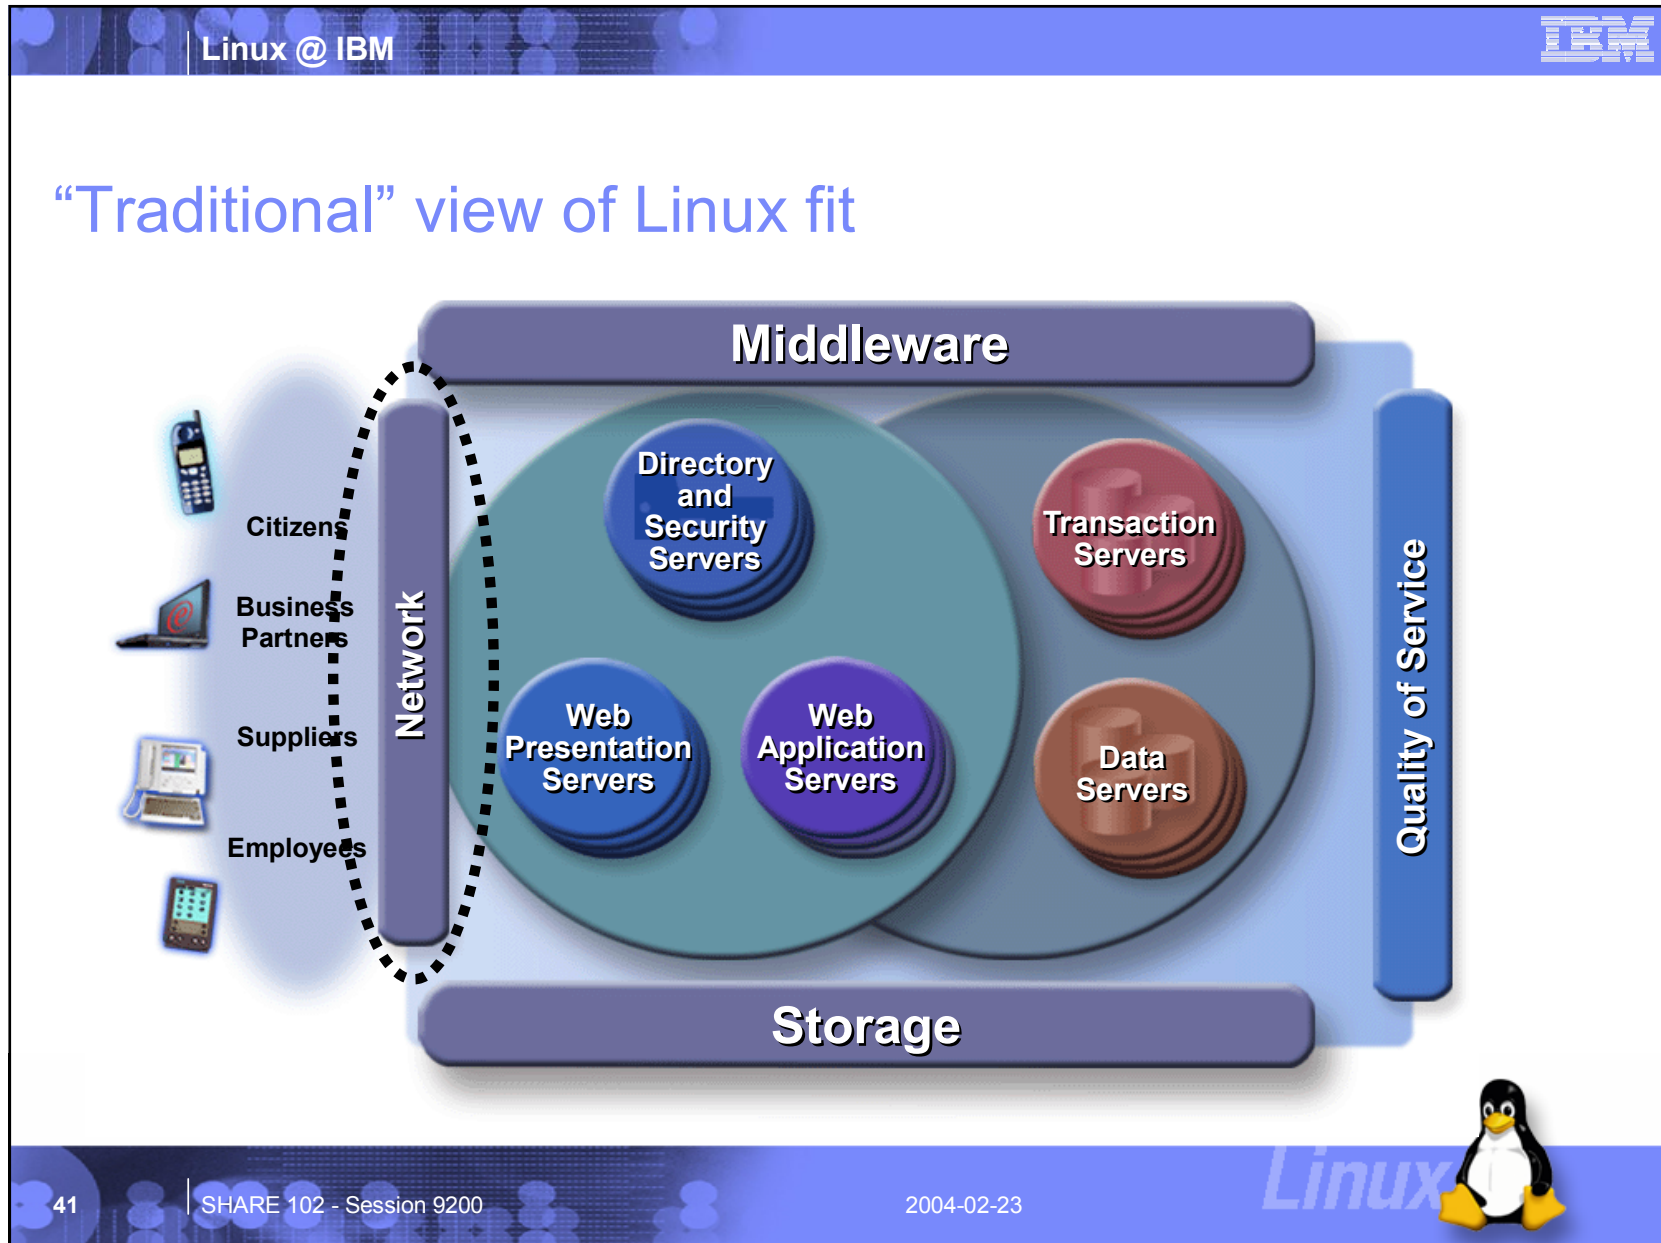 Linux @ IBM
IBM
“Traditional” view of Linux fit
Middleware
Directory
and
Security
Servers
Transaction
Servers
Citizens
Business
Partners
Suppliers
Employees
Network
Web
Presentation
Servers
Web
Application
Servers
Data
Servers
Quality of Service
Storage
Linux
41
SHARE 102 - Session 9200
2004-02-23